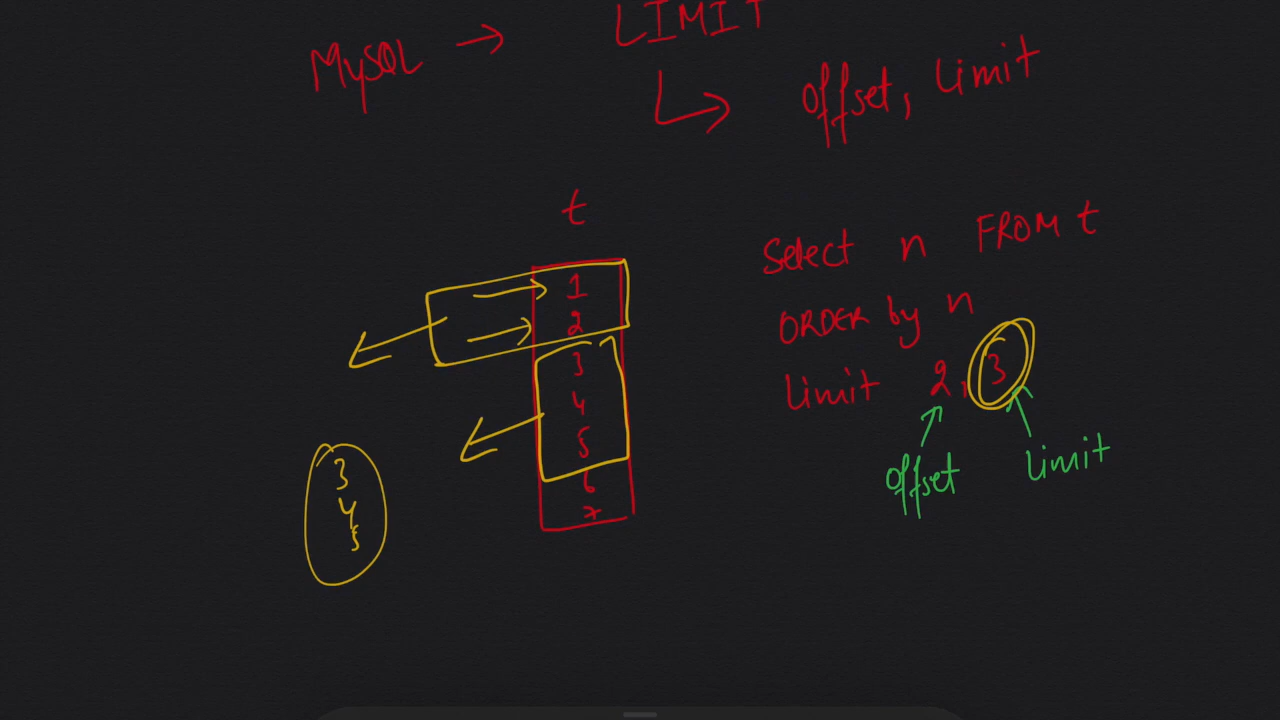 MySQL → LIMIT
↳ Offset, Limit
t
1
2
3
4
5
6
7
Select n FROM t
ORDER by n
Limit 2, 3
Offset
Limit
3
4
5